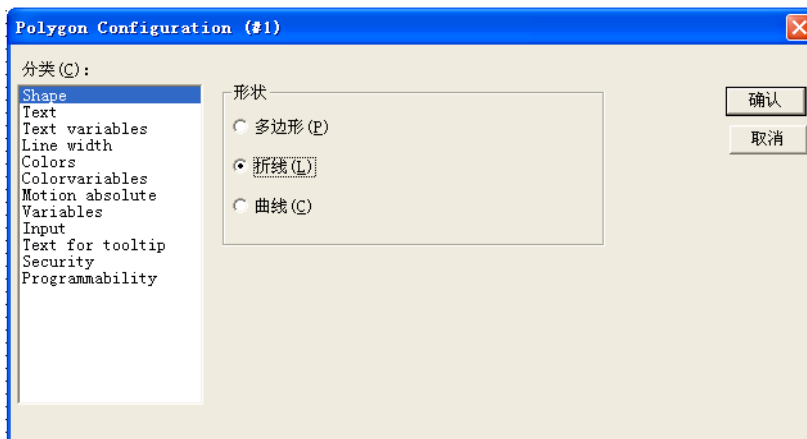 Polygon Configuration (#1)
分类(C):
Shape
Text
Text variables
Line width
Colors
Colorvariables
Motion absolute
Variables
Input
Text for tooltip
Security
Programmability
形状
多边形(P)
折线(L)
曲线(C)
确认
取消